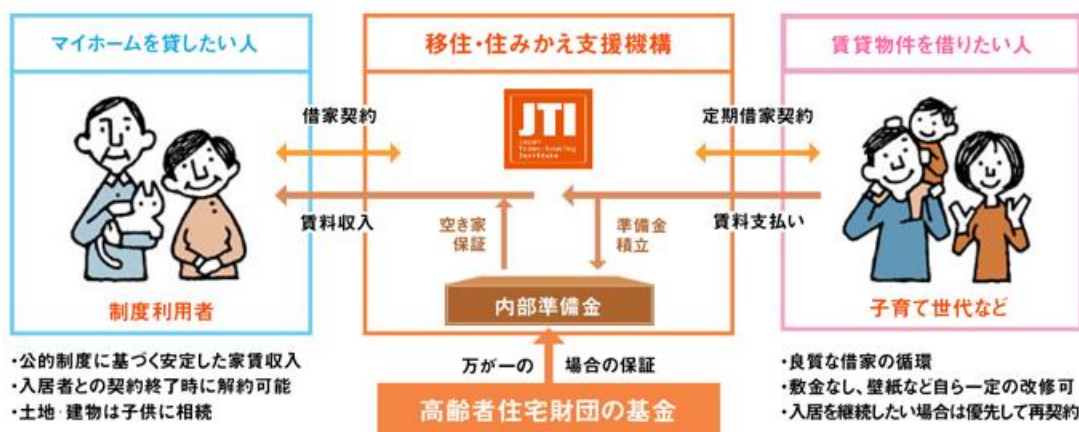 マイホームを貸したい人
移住・住みかえ支援機構
賃貸物件を借りたい人
借家契約
JTI
Japan
Trans-housing
Institute
定期借家契約
賃料収入
空き家
保証
準備金
積立
賃料支払い
制度利用者
内部準備金
子育て世代など
・公的制度に基づく安定した家賃収入
・入居者との契約終了時に解約可能
・土地・建物は子供に相続
万が一の 場合の保証
高齢者住宅財団の基金
・良質な借家の循環
・敷金なし、壁紙など自ら一定の改修可
・入居を継続したい場合は優先して再契約